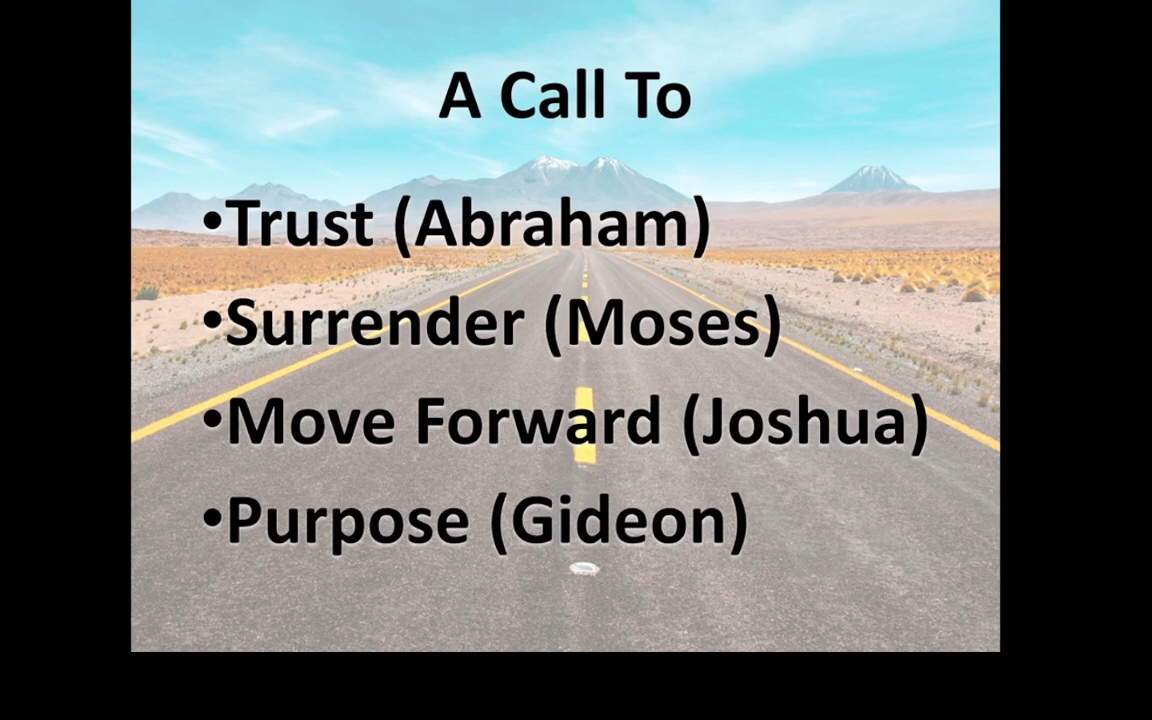 A Call To
•Trust (Abraham)
•Surrender (Moses)
•Move Forward (Joshua)
•Purpose (Gideon)